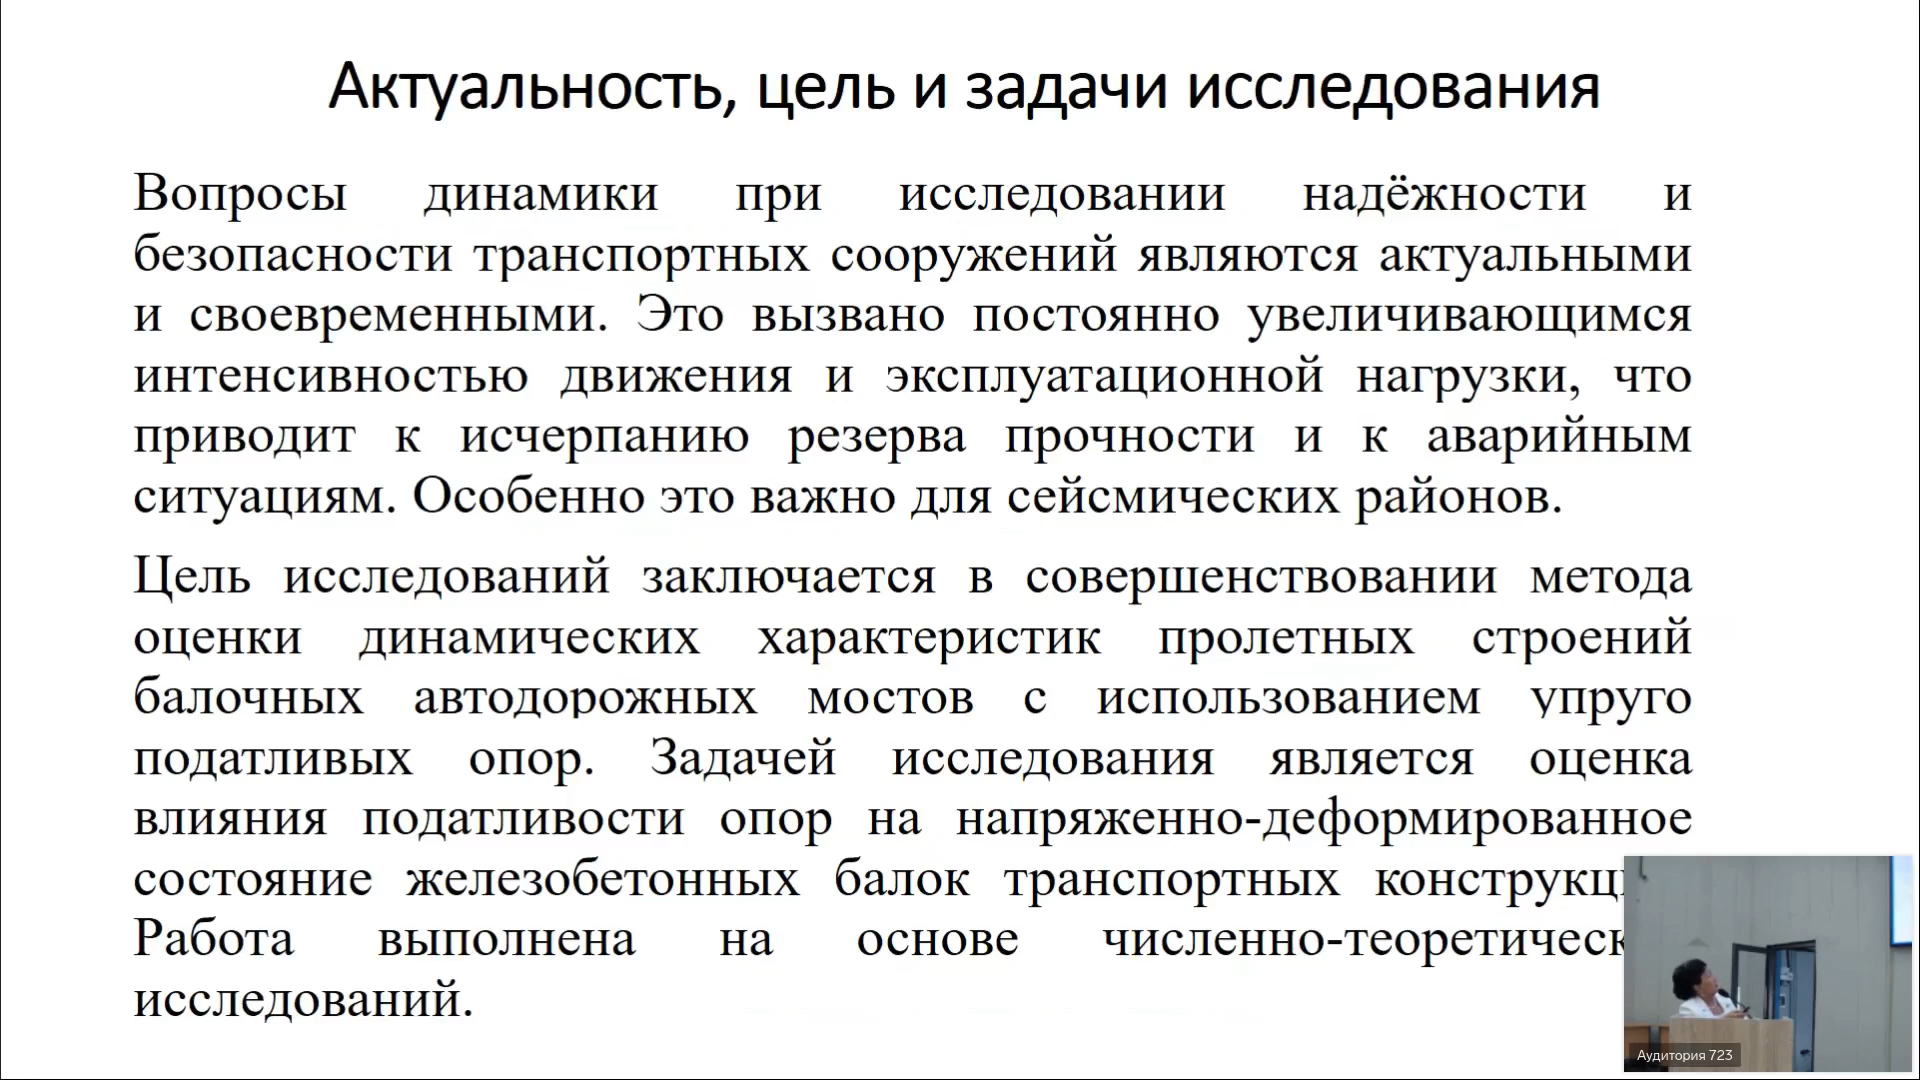 Актуальность, цель и задачи исследования
Вопросы динамики при исследовании надёжности и
безопасности транспортных сооружений являются актуальными
и своевременными. Это вызвано постоянно увеличивающимся
интенсивностью движения и эксплуатационной нагрузки, что
приводит к исчерпанию резерва прочности и к аварийным
ситуациям. Особенно это важно для сейсмических районов.
Цель исследований заключается в совершенствовании метода
оценки динамических характеристик пролетных строений
балочных автодорожных мостов с использованием упруго
податливых опор. Задачей исследования является оценка
влияния податливости опор на напряженно-деформированное
состояние железобетонных балок транспортных
Работа выполнена на основе
исследований.
Аудитория 723